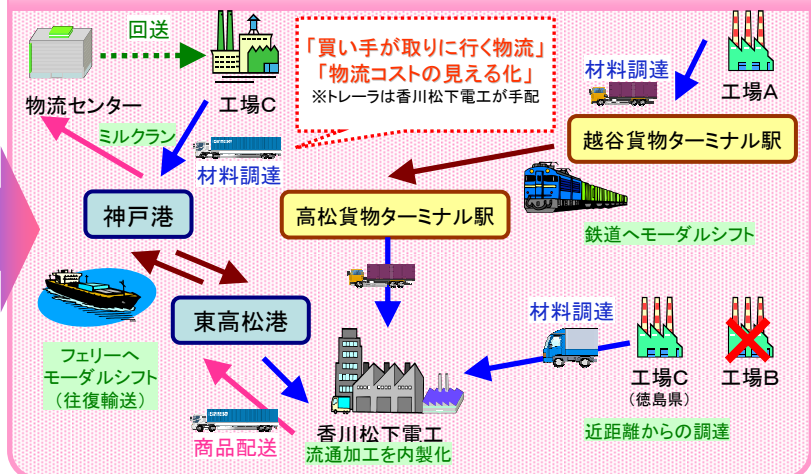 回送
物流センター
工場C
「買い手が取りに行く物流」
「物流コストの見える化」
※トレーラは香川松下電工が手配
材料調達
工場A
ミルクラン
材料調達
越谷貨物ターミナル駅
神戸港
高松貨物ターミナル駅
鉄道へモーダルシフト
東高松港
材料調達
フェリーへ
モーダルシフト
(往復輸送)
工場C
(徳島県)
工場B
商品配送
香川松下電工
流通加工を内製化
近距離からの調達